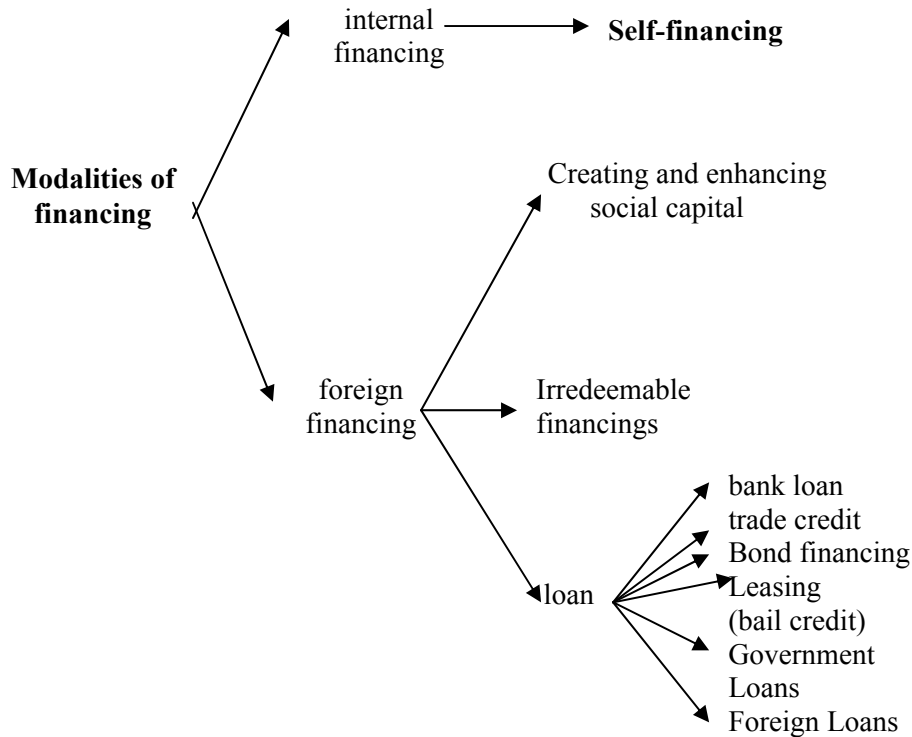 internal
financing
Self-financing
Modalities of
financing
Creating and enhancing
social capital
foreign
financing
Irredeemable
financings
loan
bank loan
trade credit
Bond financing
Leasing
(bail credit)
Government
Loans
Foreign Loans